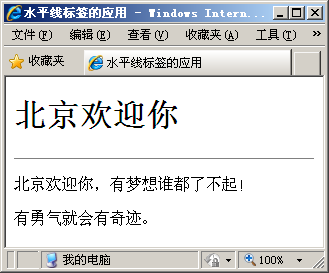 水平线标签的应用 - Windows Intern...
文件(F) 编辑(E) 查看(V) 收藏夹(A) 工具(T) »
收藏夹 水平线标签的应用
北京欢迎你
北京欢迎你，有梦想谁都了不起！
有勇气就会有奇迹。
我的电脑 100%